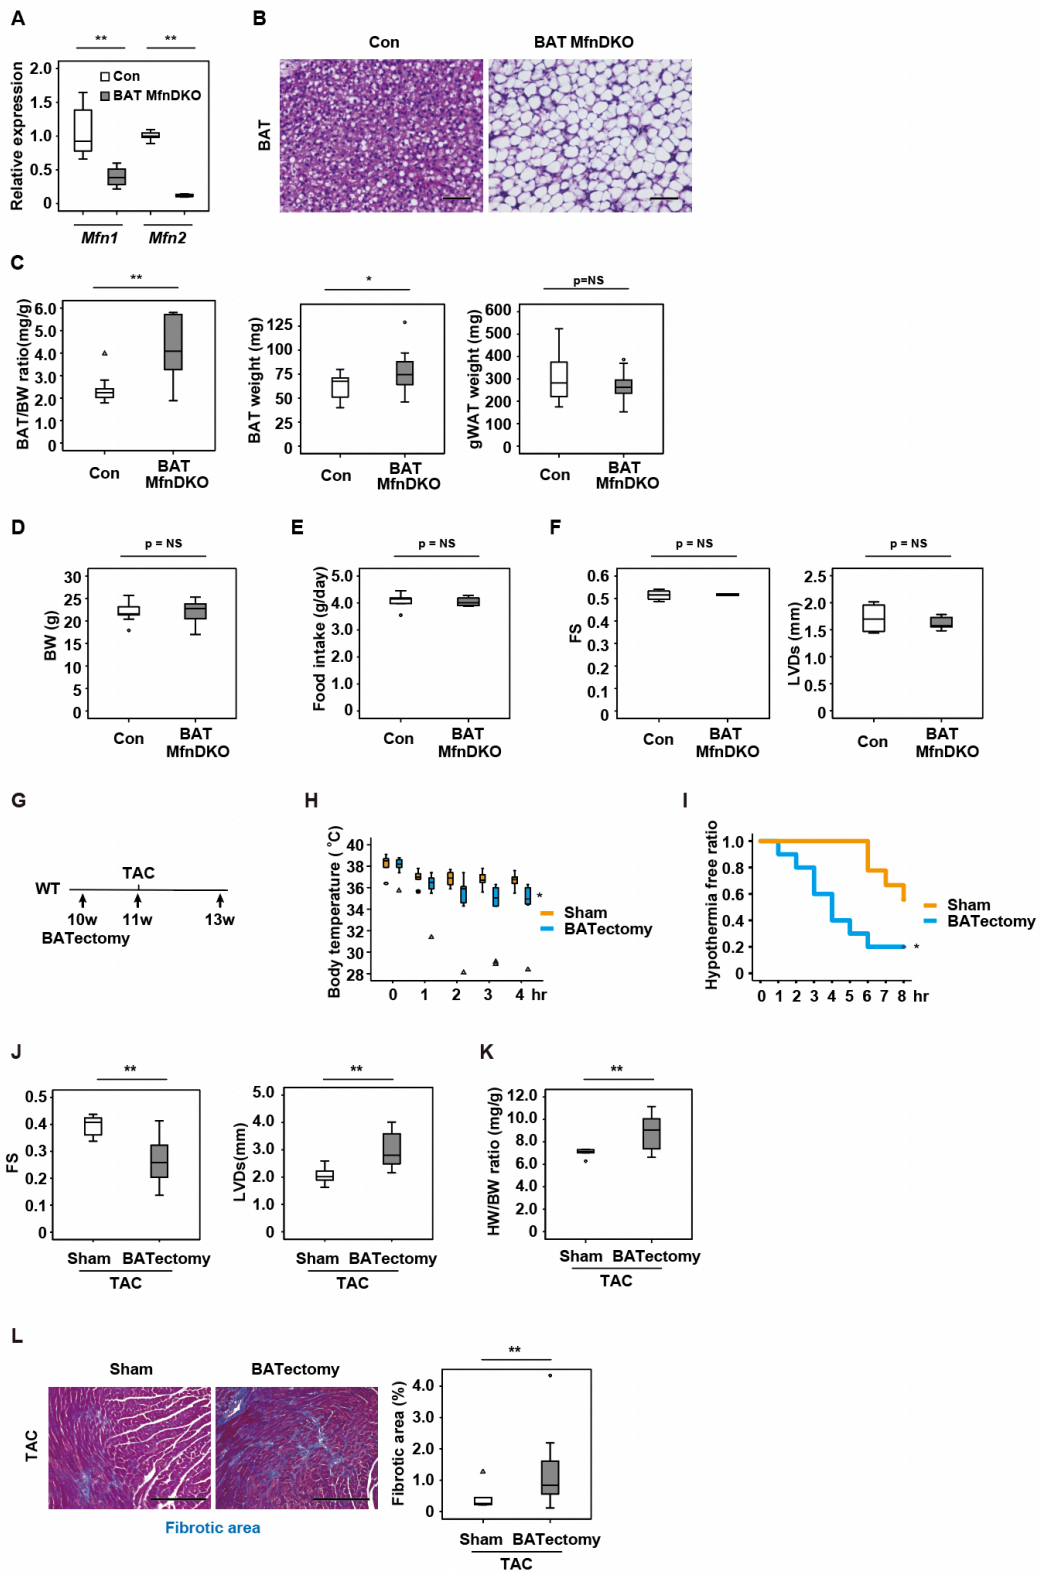 A
** **
Relative expression
2.0
1.5
1.0
0.5
0
Con
BAT MfnDKO
Mfn1 Mfn2
B
Con BAT MfnDKO
BAT
C
**
BAT/BW ratio(mg/g)
6.0
5.0
4.0
3.0
2.0
1.0
0
Con BAT
MfnDKO
*
BAT weight (mg)
125
100
75
50
25
0
Con BAT
MfnDKO
p=NS
gWAT weight (mg)
600
500
400
300
200
100
0
Con BAT
MfnDKO
D
p = NS
BW (g)
30
25
20
15
10
5
0
Con BAT
MfnDKO
E
p = NS
Food intake (g/day)
5.0
4.0
3.0
2.0
1.0
0
Con BAT
MfnDKO
F
p = NS
FS
0.6
0.5
0.4
0.3
0.2
0.1
0
Con BAT
MfnDKO
p = NS
LVDs (mm)
2.5
2.0
1.5
1.0
0.5
0
Con BAT
MfnDKO
G
TAC
WT
10w 11w 13w
BATectomy
H
Body temperature ( °C)
40
38
36
34
32
30
28
0 1 2 3 4 hr
*
Sham
BATectomy
I
Hypothermia free ratio
1.0
0.8
0.6
0.4
0.2
0
0 1 2 3 4 5 6 7 8 hr
Sham
BATectomy
*
J
**
FS
0.5
0.4
0.3
0.2
0.1
0
Sham BATectomy
TAC
**
LVDs(mm)
5.0
4.0
3.0
2.0
1.0
0
Sham BATectomy
TAC
K
**
HW/BW ratio (mg/g)
12.0
10.0
8.0
6.0
4.0
2.0
0
Sham BATectomy
TAC
L
Sham BATectomy
TAC
Fibrotic area
**
Fibrotic area (%)
4.0
3.0
2.0
1.0
0
Sham BATectomy
TAC